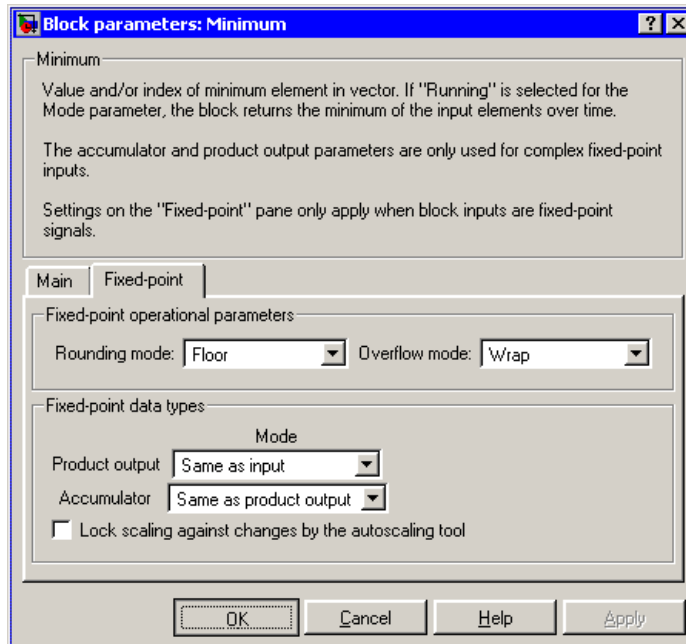 Block parameters: Minimum
Minimum
Value and/or index of minimum element in vector. If "Running" is selected for the
Mode parameter, the block returns the minimum of the input elements over time.
The accumulator and product output parameters are only used for complex fixed-point
inputs.
Settings on the "Fixed-point" pane only apply when block inputs are fixed-point
signals.
Main Fixed-point
Fixed-point operational parameters
Rounding mode: Floor Overflow mode: Wrap
Fixed-point data types
Mode
Product output Same as input
Accumulator Same as product output
Lock scaling against changes by the autoscaling tool
OK Cancel Help Apply